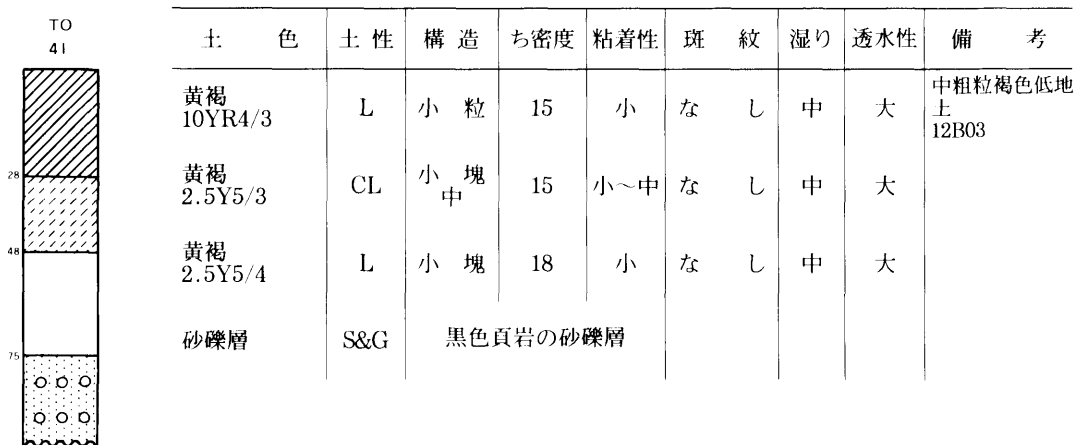 TO
41
土 色 土性 構造 ち密度 粘着性 斑 紋 湿り 透水性 備 考
黄褐
10YR4/3 L 小 粒 15 小 な し 中 大 中粗粒褐色低地
土
12B03
28
黄褐
2.5Y5/3 CL 小 塊
中 15 小~中 な し 中 大
48
黄褐
2.5Y5/4 L 小 塊 18 小 な し 中 大
砂礫層 S&G 黒色頁岩の砂礫層
75